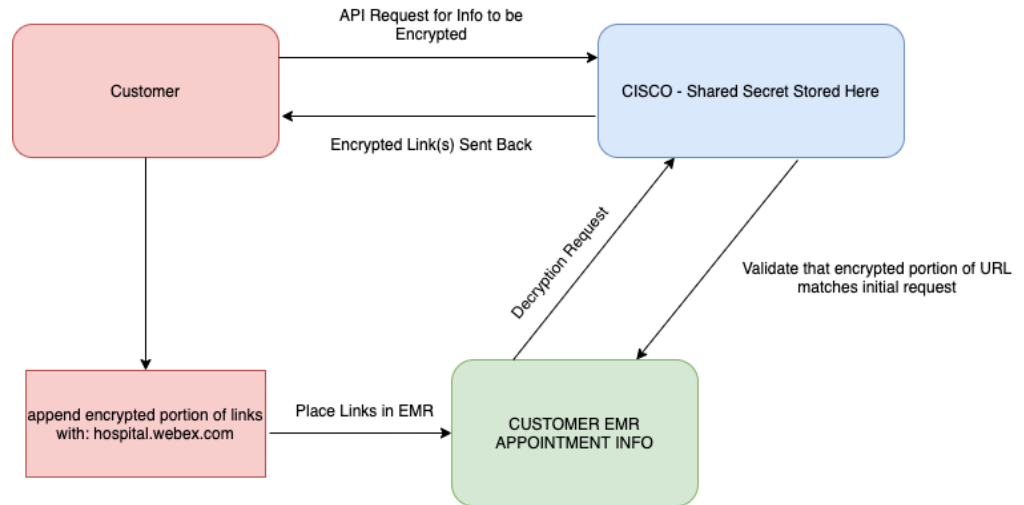 API Request for Info to be
Encrypted
Customer
CISCO - Shared Secret Stored Here
Encrypted Link(s) Sent Back
Decryption Request
Validate that encrypted portion of URL
matches initial request
append encrypted portion of links
with: hospital.webex.com
Place Links in EMR
CUSTOMER EMR
APPOINTMENT INFO